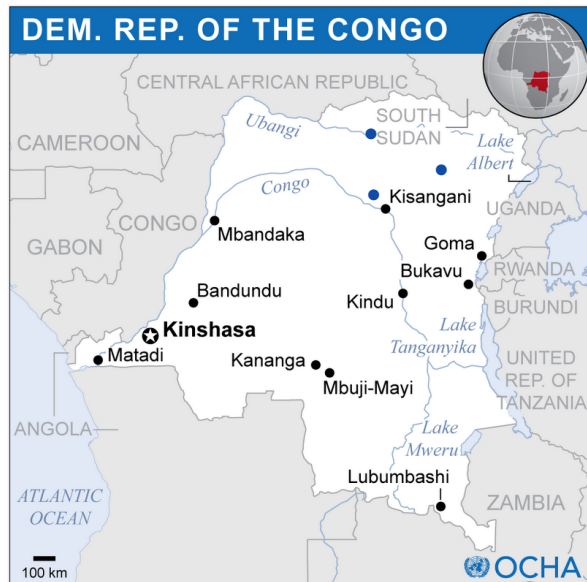 DEM. REP. OF THE CONGO
CENTRAL AFRICAN REPUBLIC
SOUTH
SUDAN
CAMEROON
Ubangi
Lake
Albert
Congo
Kisangani
UGANDA
CONGO
Mbandaka
GABON
Goma
RWANDA
Bukavu
Bandundu
Kindu
BURUNDI
Kinshasa
Lake
Tanganyika
Matadi
Kananga
Mbuji-Mayi
UNITED
REP. OF
TANZANIA
ANGOLA
Lake
Mweru
Lubumbashi
ATLANTIC
OCEAN
ZAMBIA
100 km
OCHA